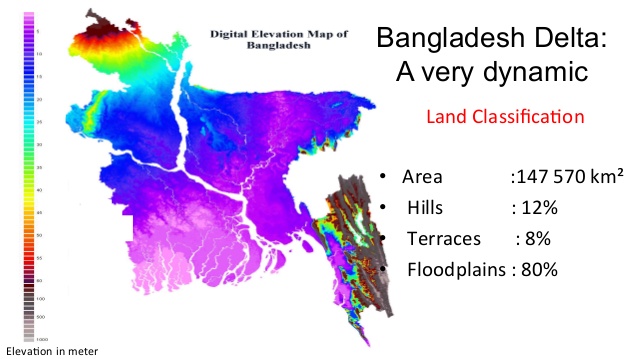 Digital Elevation Map of
Bangladesh
Bangladesh Delta:
A very dynamic
Land Classification
• Area :147 570 km²
• Hills : 12%
• Terraces : 8%
• Floodplains : 80%
Elevation in meter